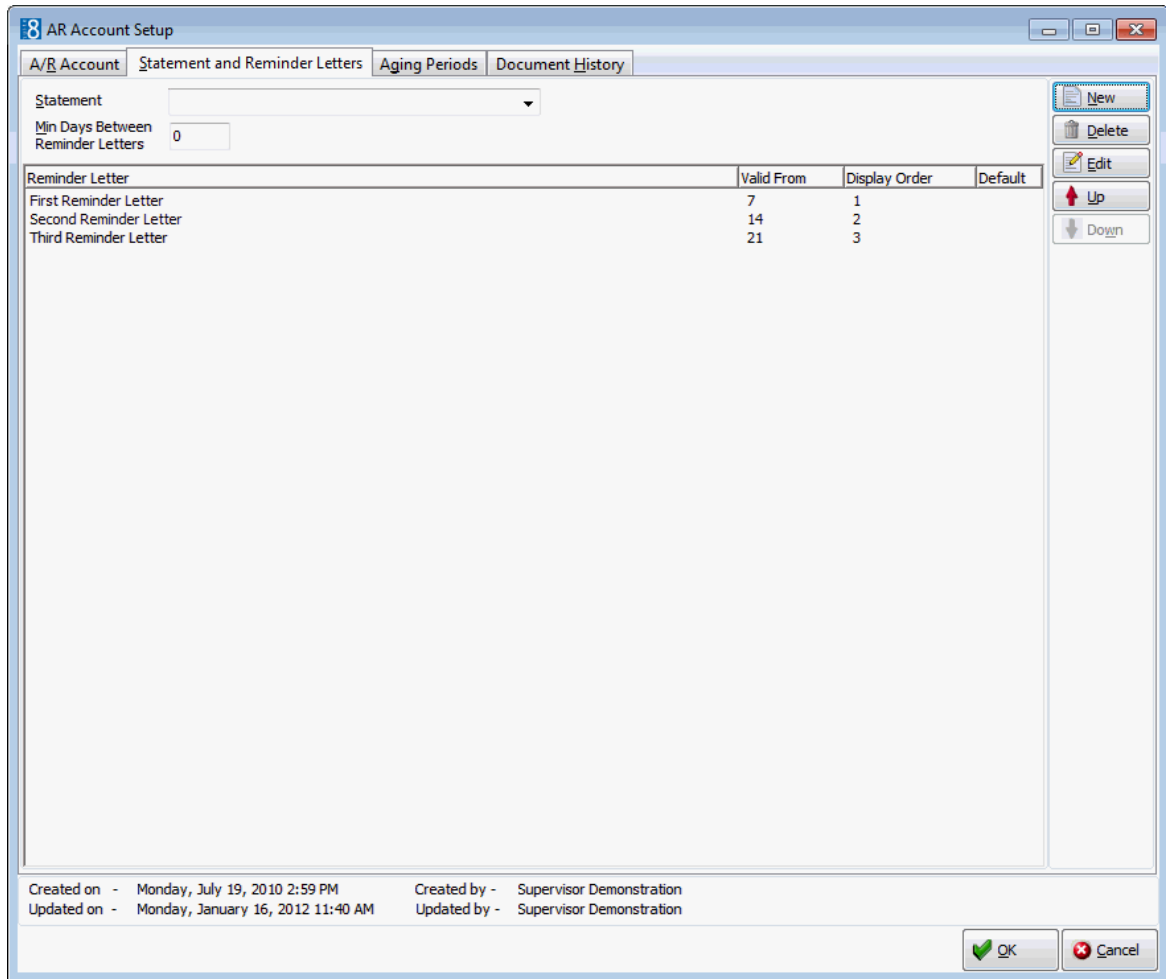 8 AR Account Setup
A/R Account Statement and Reminder Letters Aging Periods Document History
Statement
Min Days Between
Reminder Letters 0
New
Delete
Edit
Up
Down
Reminder Letter Valid From Display Order Default
First Reminder Letter 7 1
Second Reminder Letter 14 2
Third Reminder Letter 21 3
Created on - Monday, July 19, 2010 2:59 PM Created by - Supervisor Demonstration
Updated on - Monday, January 16, 2012 11:40 AM Updated by - Supervisor Demonstration
OK Cancel